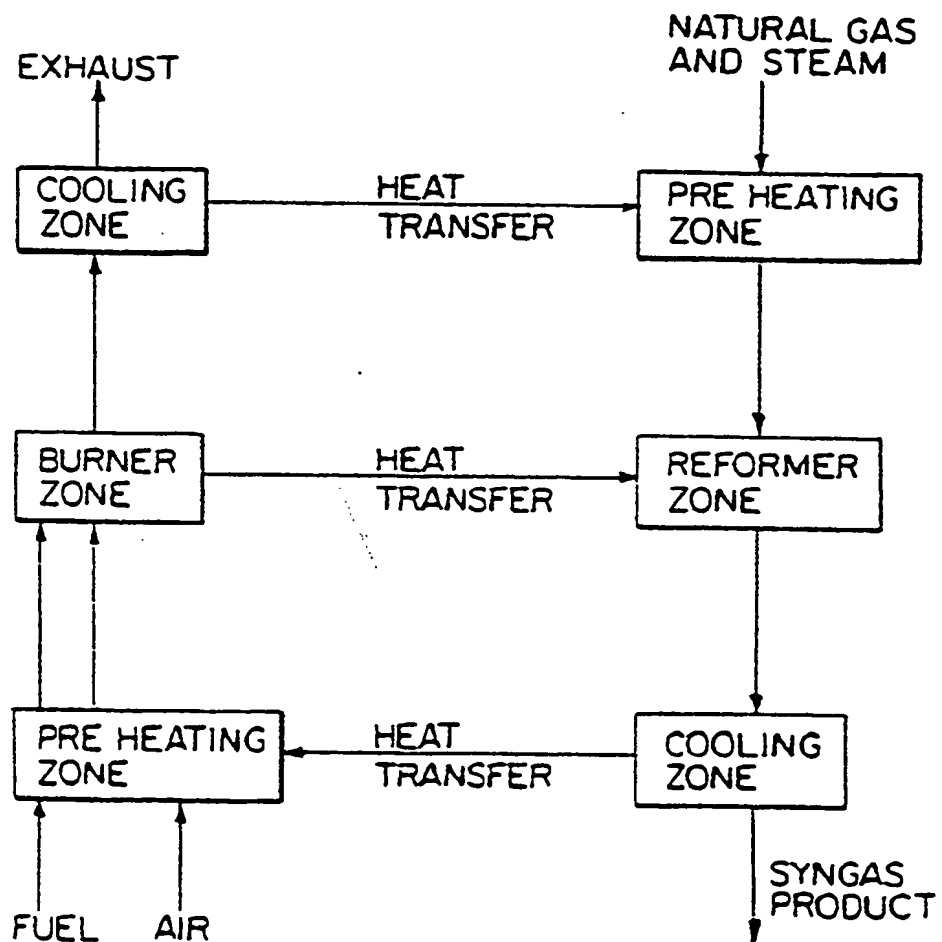 NATURAL GAS
AND STEAM
EXHAUST
COOLING
ZONE
HEAT
TRANSFER
PRE HEATING
ZONE
BURNER
ZONE
HEAT
TRANSFER
REFORMER
ZONE
PRE HEATING
ZONE
HEAT
TRANSFER
COOLING
ZONE
FUEL
AIR
SYNGAS
PRODUCT